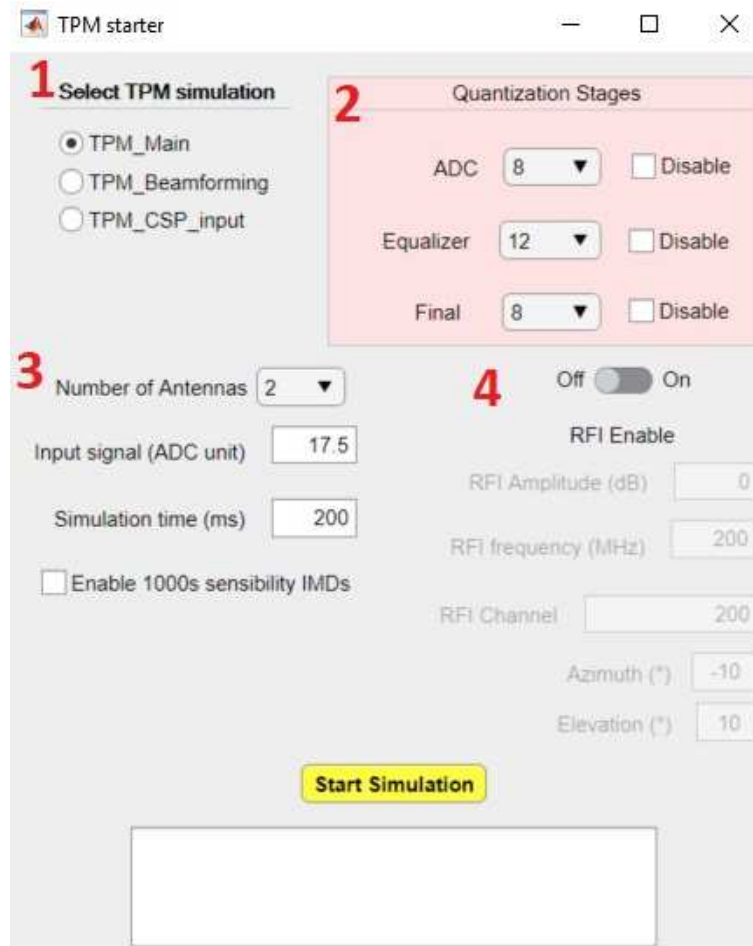 TPM starter
1 Select TPM simulation
TPM_Main
TPM_Beamforming
TPM_CSP_input
2 Quantization Stages
ADC 8 Disable
Equalizer 12 Disable
Final 8 Disable
3 Number of Antennas 2
Input signal (ADC unit) 17.5
Simulation time (ms) 200
Enable 1000s sensibility IMDs
4 Off On
RFI Enable
RFI Amplitude (dB) 0
RFI frequency (MHz) 200
RFI Channel 200
Azimuth (°) -10
Elevation (°) 10
Start Simulation